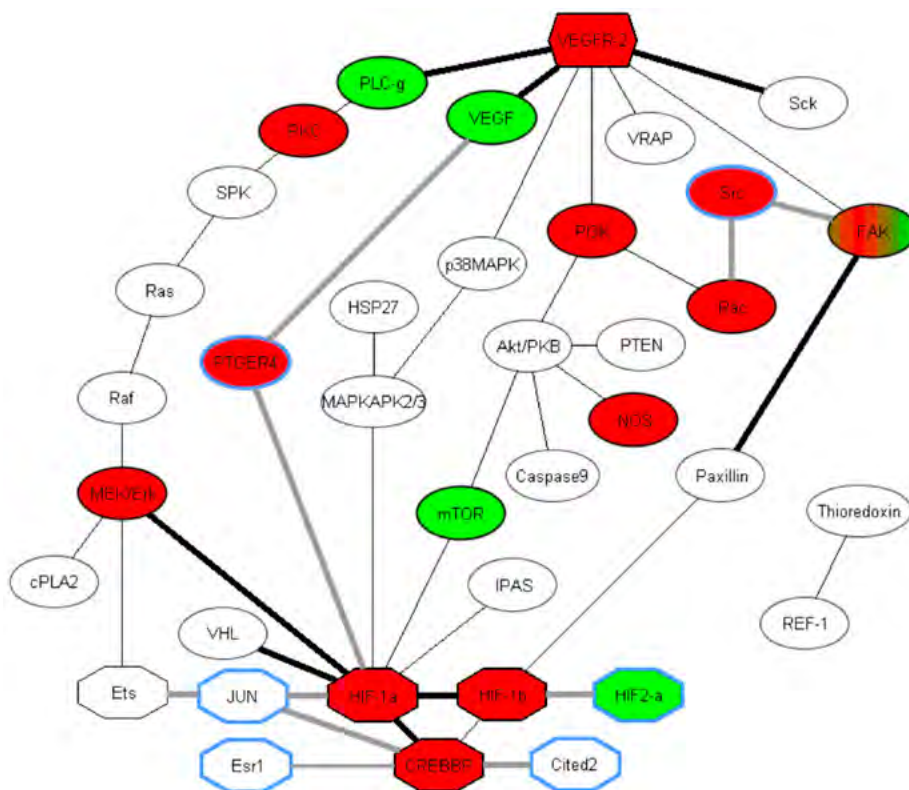 VEGFR-2
PLC-g
Sck
VEGF
PKC
VRAP
SPK
Src
PI3K
FAK
p38MAPK
Ras
HSP27
Rac
Akt/PKB
PTEN
PTGER4
Raf
MAPKAPK2/3
NOS
Caspase9
Paxillin
MEK/Erk
mTOR
Thioredoxin
cPLA2
IPAS
VHL
REF-1
Ets
JUN
HIF-1a
HIF-1b
HIF2-a
Esr1
CREBBP
Cited2